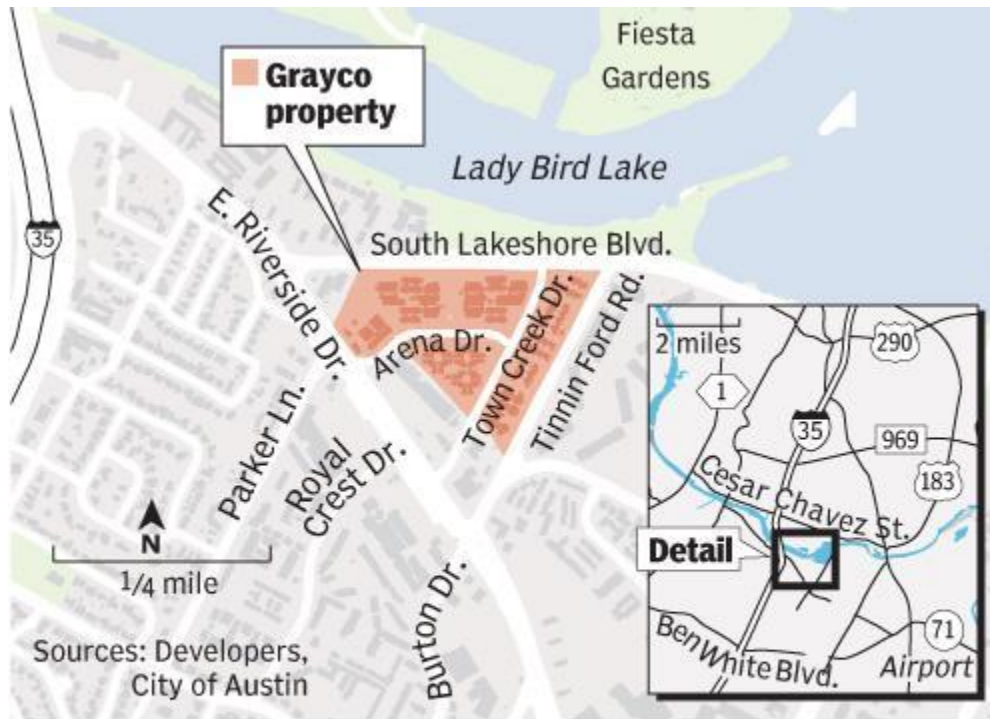 Fiesta
Gardens
Grayco
property
Lady Bird Lake
E. Riverside Dr.
35
South Lakeshore Blvd.
Arena Dr.
Town Creek Dr.
Tinnin Ford Rd.
Parker Ln.
Royal
Crest Dr.
Burton Dr.
N
1/4 mile
Sources: Developers,
City of Austin
2 miles
290
1
35
969
183
Cesar Chavez St.
Detail
71
Ben White Blvd.
Airport